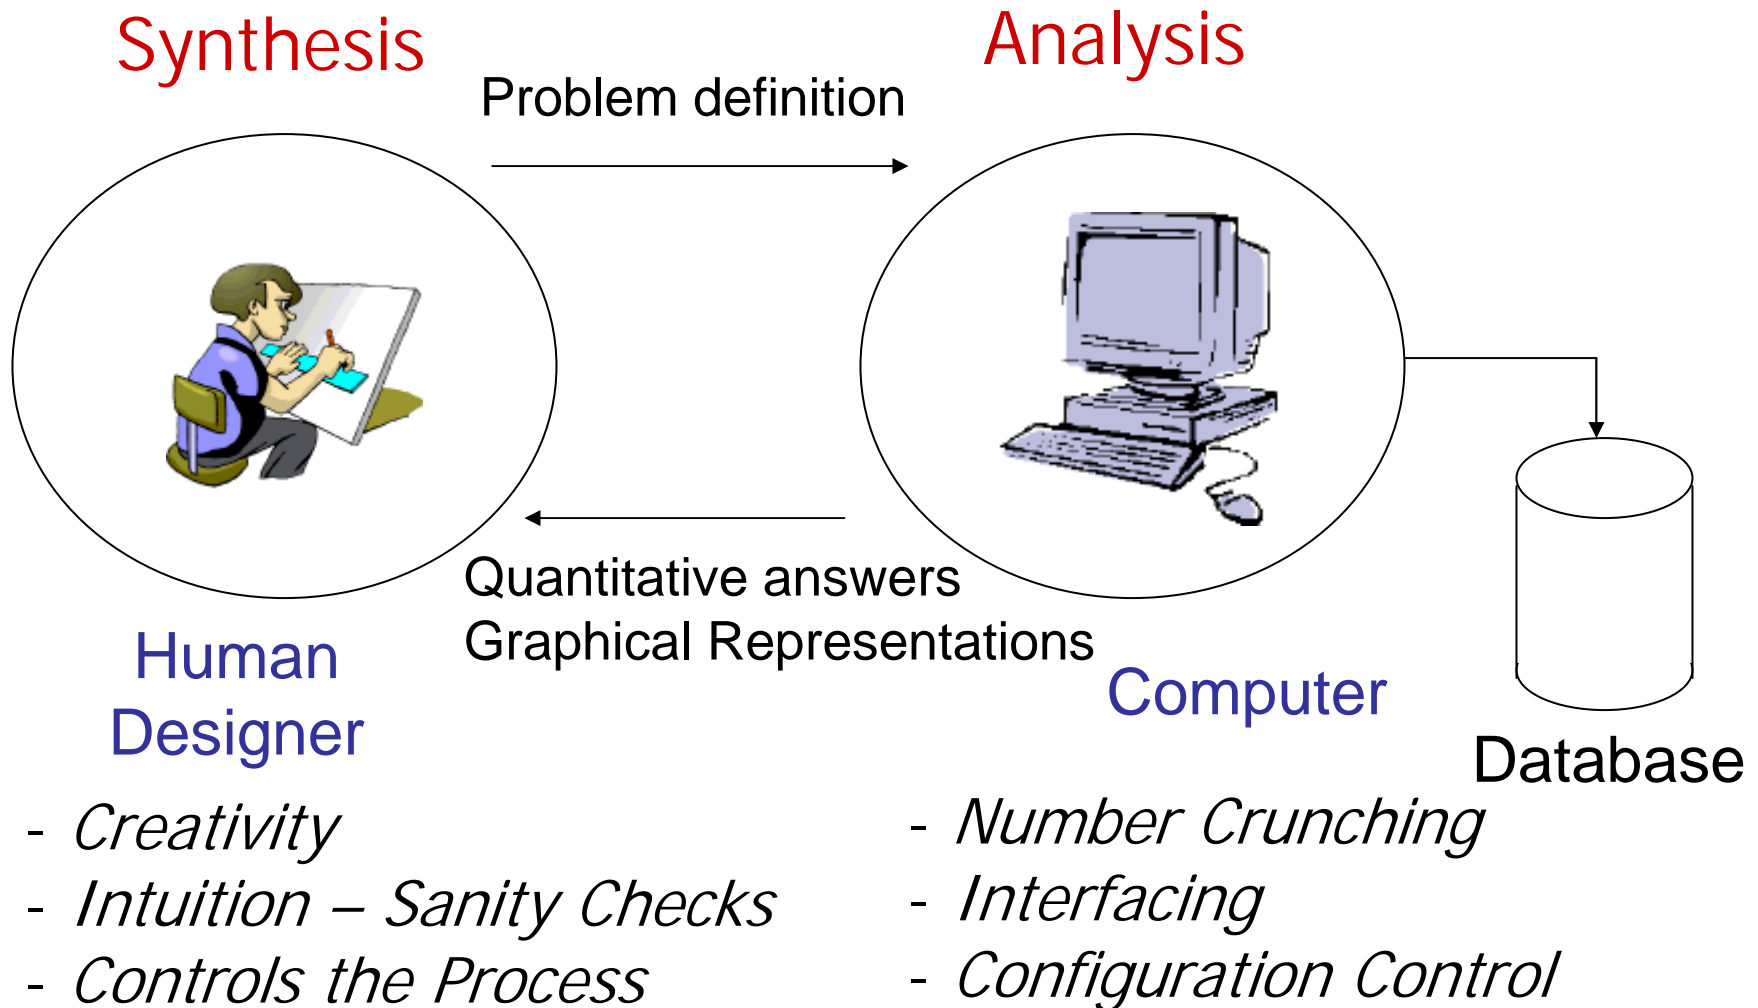 Synthesis
Analysis
Problem definition
Quantitative answers
Graphical Representations
Human
Designer
Computer
Database
- Creativity
- Intuition – Sanity Checks
- Controls the Process
- Number Crunching
- Interfacing
- Configuration Control